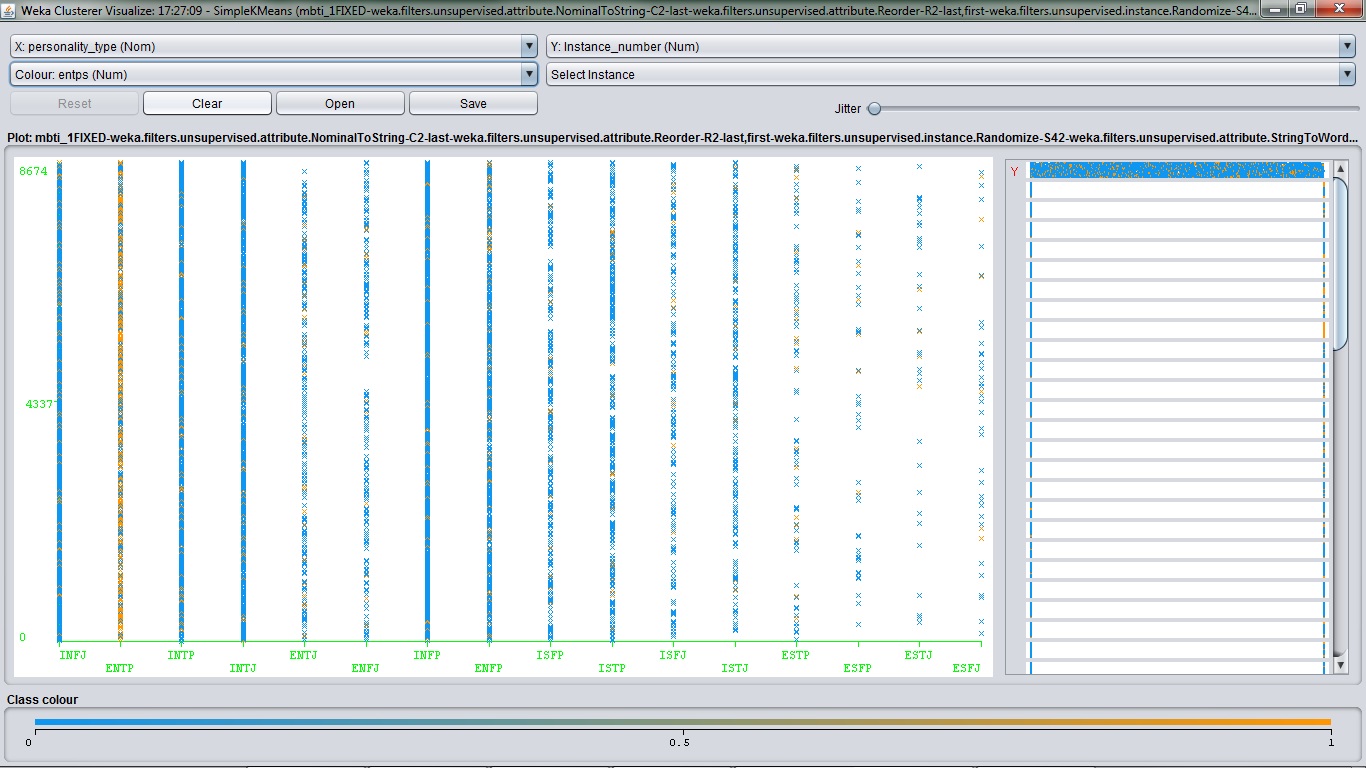 Weka Clusterer Visualize: 17:27:09 - SimpleKMeans (mbti_1FIXED-weka.filters.unsupervised.attribute.NominalToString-C2-last-weka.filters.unsupervised.attribute.Reorder-R2-last,first-weka.filters.unsupervised.instance.Randomize-S4...
X: personality_type (Nom)
Y: Instance_number (Num)
Colour: entps (Num)
Select Instance
Reset
Clear
Open
Save
Jitter
Plot: mbti_1FIXED-weka.filters.unsupervised.attribute.NominalToString-C2-last-weka.filters.unsupervised.attribute.Reorder-R2-last,first-weka.filters.unsupervised.instance.Randomize-S42-weka.filters.unsupervised.attribute.StringToWord...
8674
4337
0
INFJ
ENTP
INTP
INTJ
ENTJ
ENFJ
INFP
ENFP
ISFP
ISTP
ISFJ
ISTJ
ESTP
ESFP
ESTJ
ESFJ
Y
Class colour
0
0.5
1